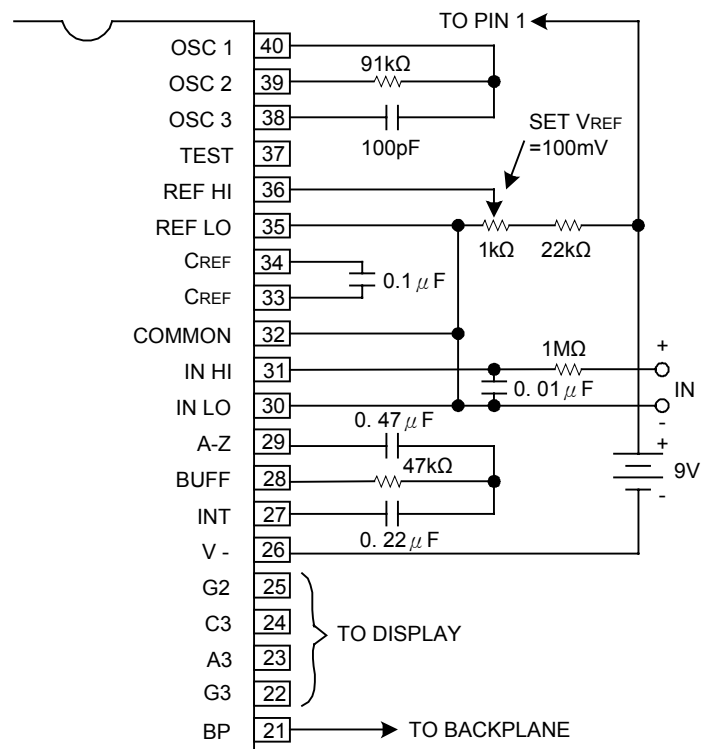 TO PIN 1
OSC 1 40
91kΩ
OSC 2 39
OSC 3 38
100pF
SET VREF
=100mV
TEST 37
REF HI 36
REF LO 35
1kΩ 22kΩ
CREF 34
0.1μF
CREF 33
COMMON 32
1MΩ
+
IN HI 31
0.01μF
IN
IN LO 30
-
0.47μF
+
A-Z 29
47kΩ
BUFF 28
9V
INT 27
-
0.22μF
V - 26
G2 25
C3 24
TO DISPLAY
A3 23
G3 22
BP 21
TO BACKPLANE